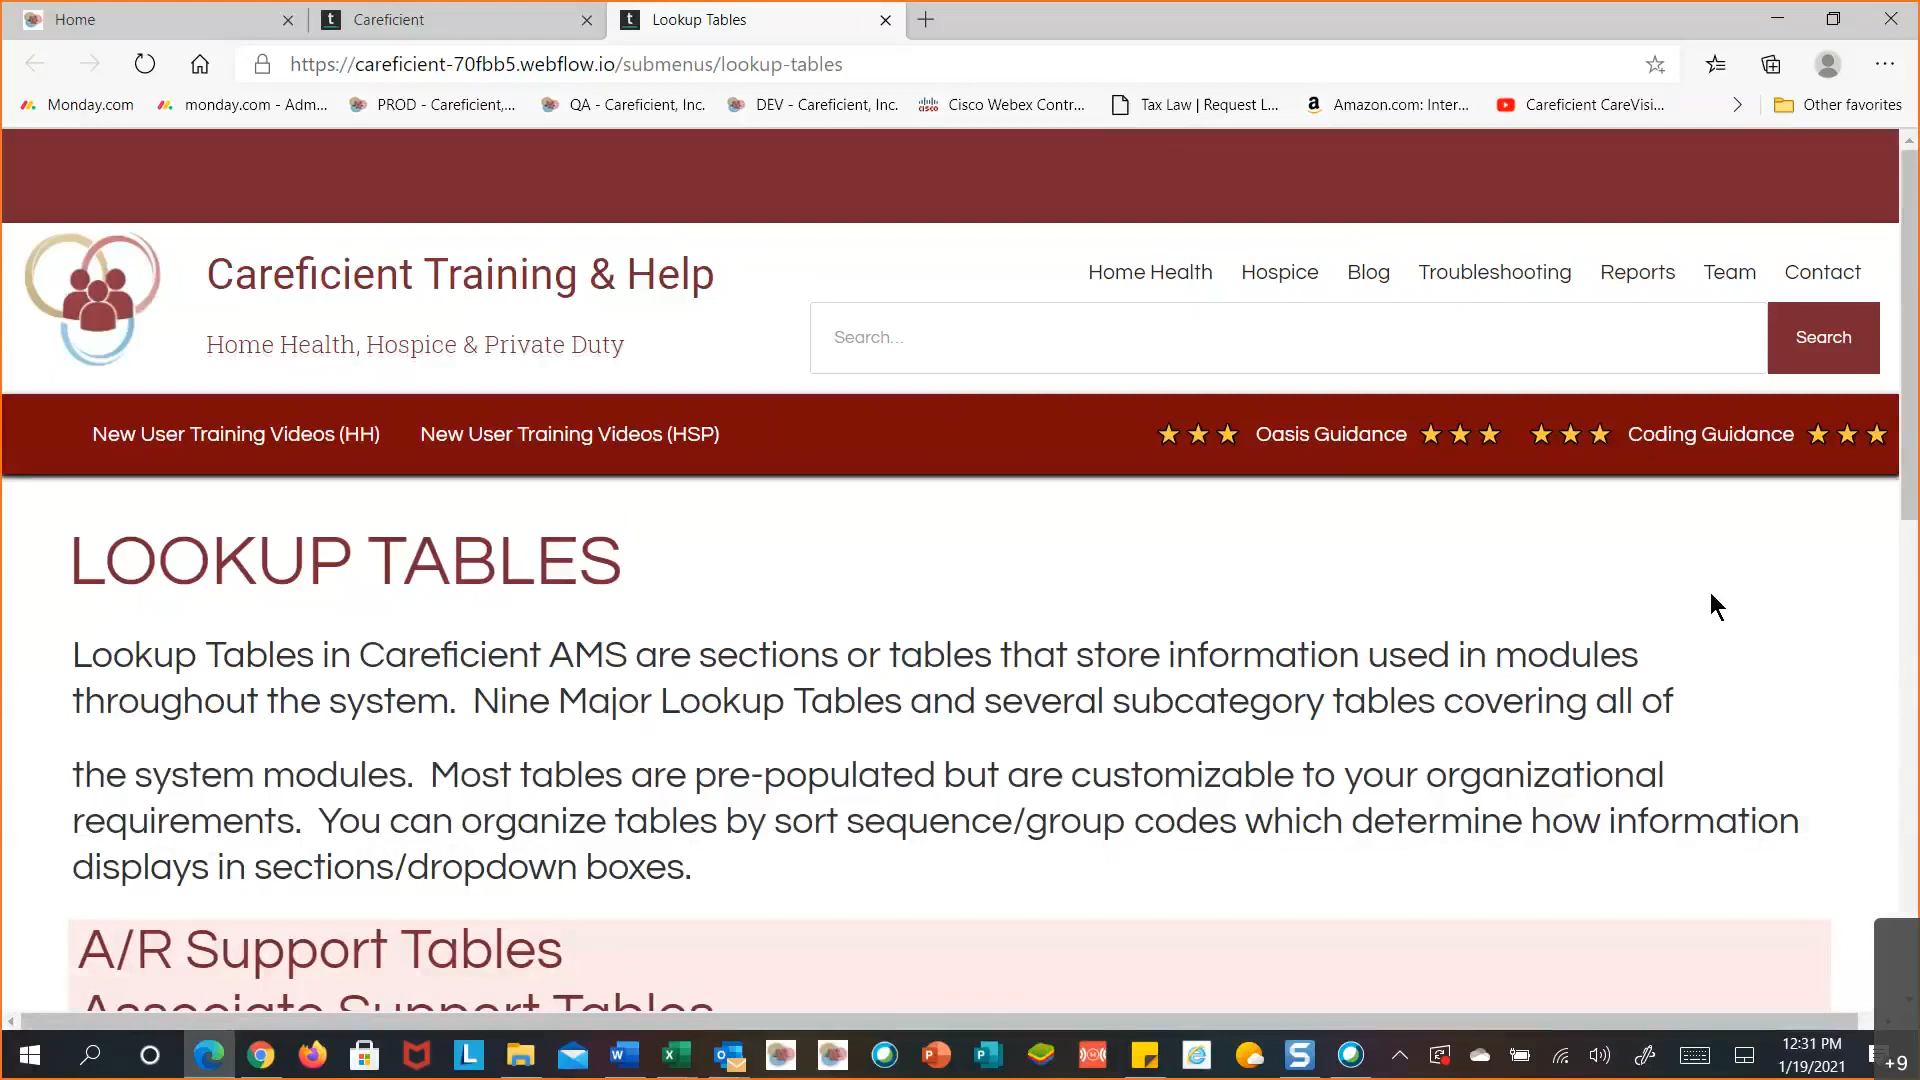 Home
Careficient
Lookup Tables
https://careficient-70fbb5.webflow.io/submenus/lookup-tables
Monday.com
monday.com - Adm...
PROD - Careficient,...
QA - Careficient, Inc.
DEV - Careficient, Inc.
Cisco Webex Contr...
Tax Law | Request L...
Amazon.com: Inter...
Careficient CareVisi...
Other favorites
Careficient Training & Help
Home Health, Hospice & Private Duty
Home Health Hospice Blog Troubleshooting Reports Team Contact
Search...
Search
New User Training Videos (HH) New User Training Videos (HSP) Oasis Guidance Coding Guidance
LOOKUP TABLES
Lookup Tables in Careficient AMS are sections or tables that store information used in modules
throughout the system. Nine Major Lookup Tables and several subcategory tables covering all of
the system modules. Most tables are pre-populated but are customizable to your organizational
requirements. You can organize tables by sort sequence/group codes which determine how information
displays in sections/dropdown boxes.
A/R Support Tables
Associate Support Tables
12:31 PM
1/19/2021
+9